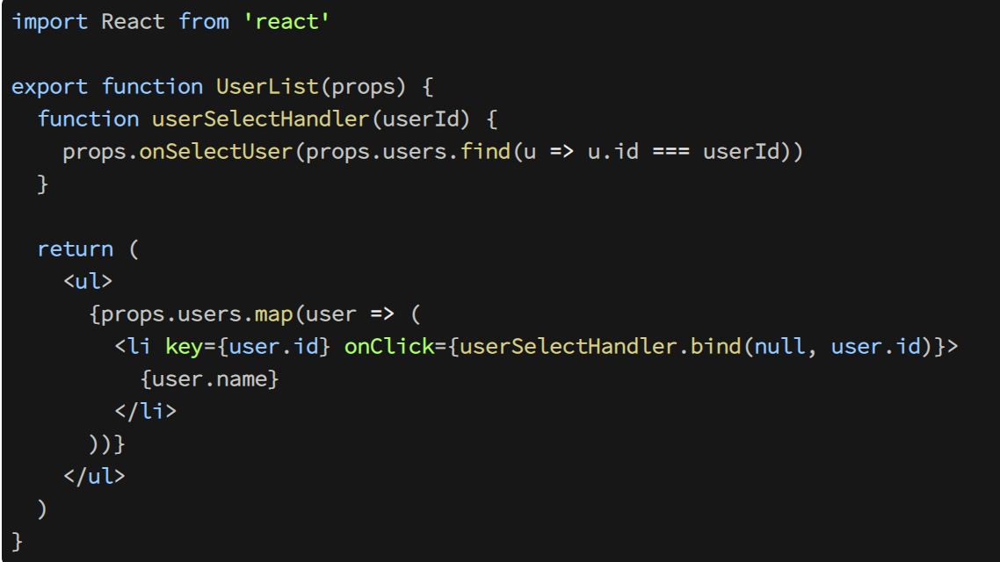 import React from 'react'

export function UserList(props) {
  function userSelectHandler(userId) {
    props.onSelectUser(props.users.find(u => u.id === userId))
  }

  return (
    <ul>
      {props.users.map(user => (
        <li key={user.id} onClick={userSelectHandler.bind(null, user.id)}>
          {user.name}
        </li>
      ))}
    </ul>
  )
}